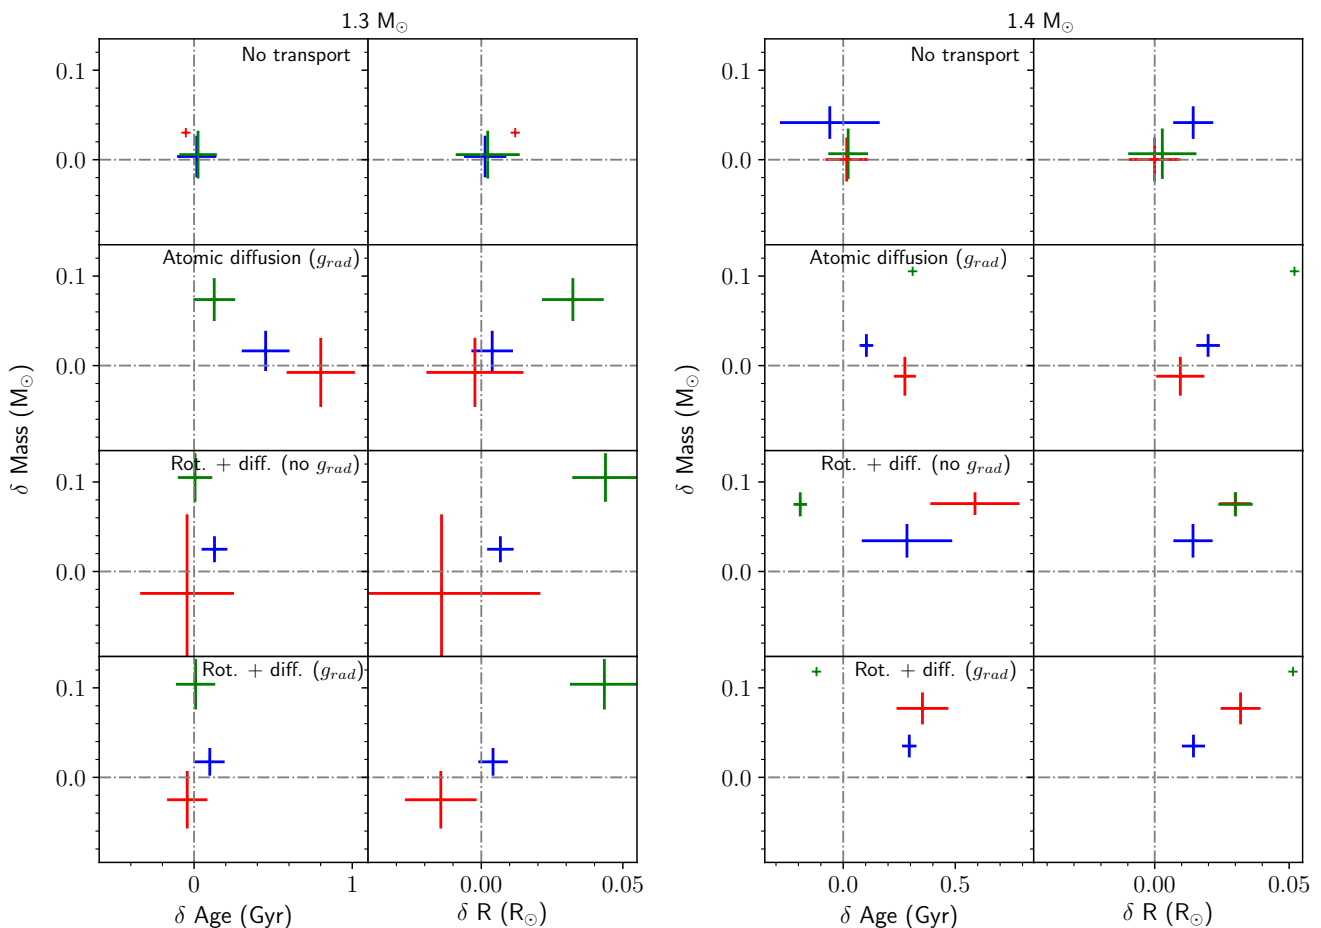 1.3 M☉
1.4 M☉
No transport
0.1
0.0
Atomic diffusion (g_rad)
0.1
0.0
Rot. + diff. (no g_rad)
0.1
0.0
Rot. + diff. (g_rad)
0.1
0.0
δ Mass (M☉)
0
1
0.00
0.05
δ Age (Gyr)
δ R (R☉)
No transport
0.1
0.0
Atomic diffusion (g_rad)
0.1
0.0
Rot. + diff. (no g_rad)
0.1
0.0
Rot. + diff. (g_rad)
0.1
0.0
δ Mass (M☉)
0.0
0.5
0.00
0.05
δ Age (Gyr)
δ R (R☉)